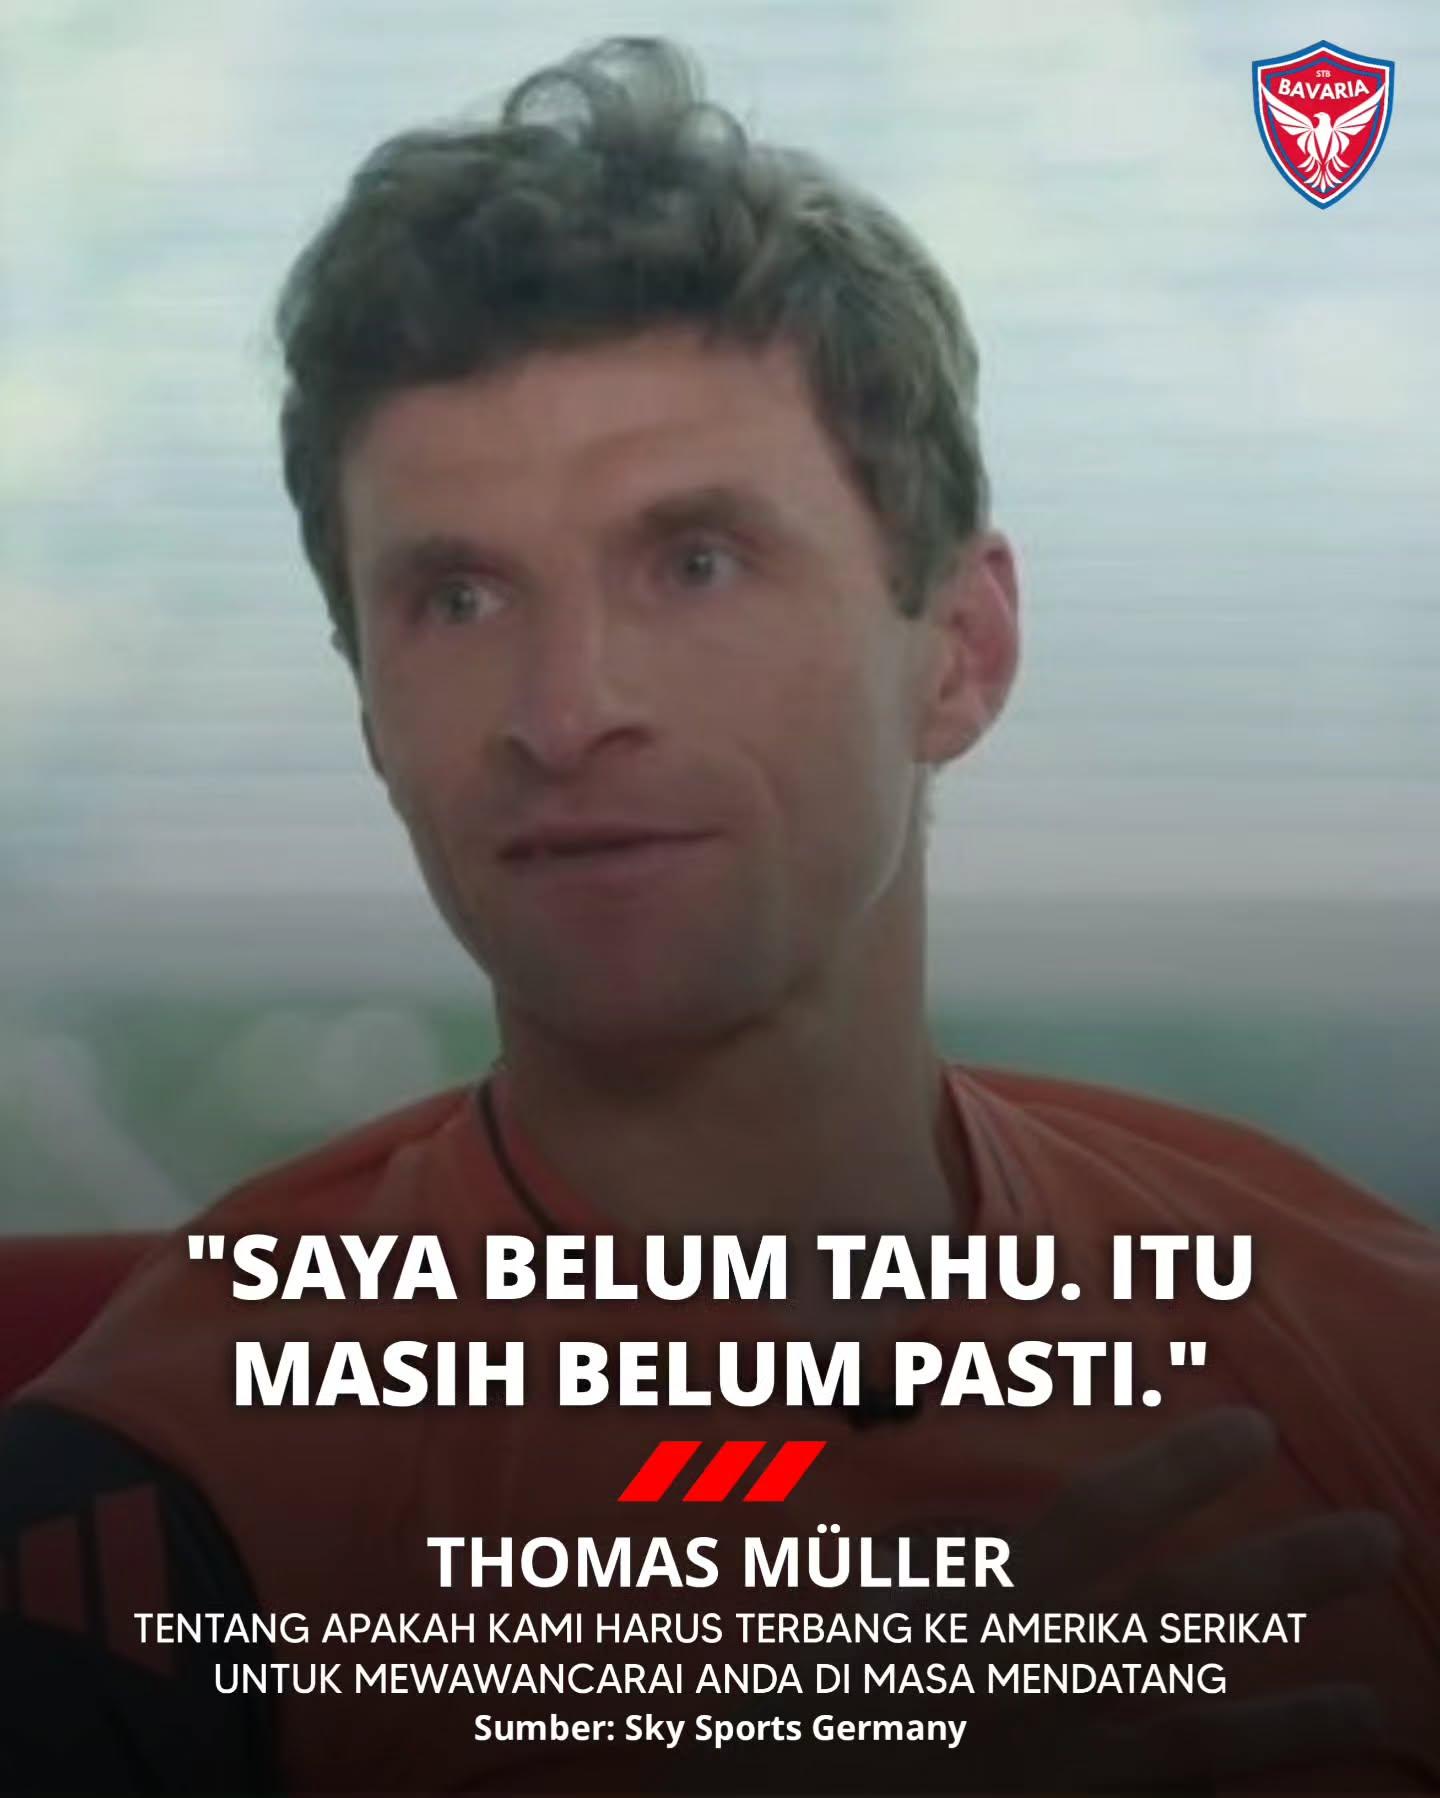 STB
BAVARIA
"SAYA BELUM TAHU. ITU
MASIH BELUM PASTI."
THOMAS MÜLLER
TENTANG APAKAH KAMI HARUS TERBANG KE AMERIKA SERIKAT
UNTUK MEWAWANCARAI ANDA DI MASA MENDATANG
Sumber: Sky Sports Germany